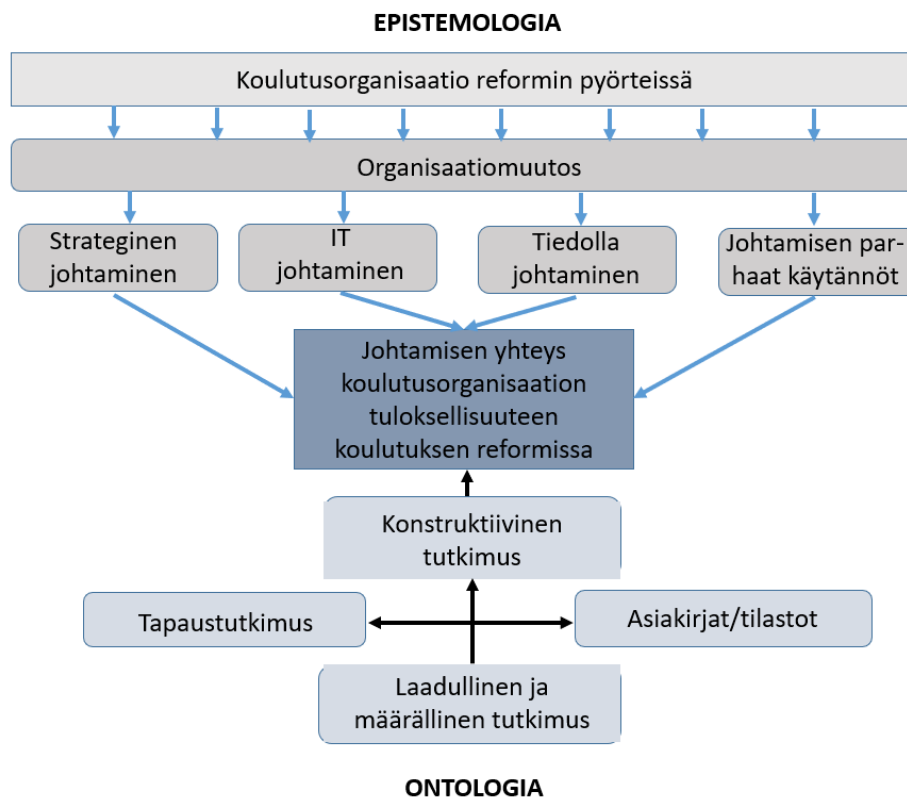 EPISTEMOLOGIA
Koulutusorganisaatio reformin pyörteissä
Organisaatiomuutos
Strateginen
johtaminen
IT
johtaminen
Tiedolla
johtaminen
Johtamisen par-
haat käytännöt
Johtamisen yhteys
koulutusorganisaation
tuloksellisuuteen
koulutuksen reformissa
Konstruktiivinen
tutkimus
Tapaustutkimus
Asiakirjat/tilastot
Laadullinen ja
määrällinen tutkimus
ONTOLOGIA